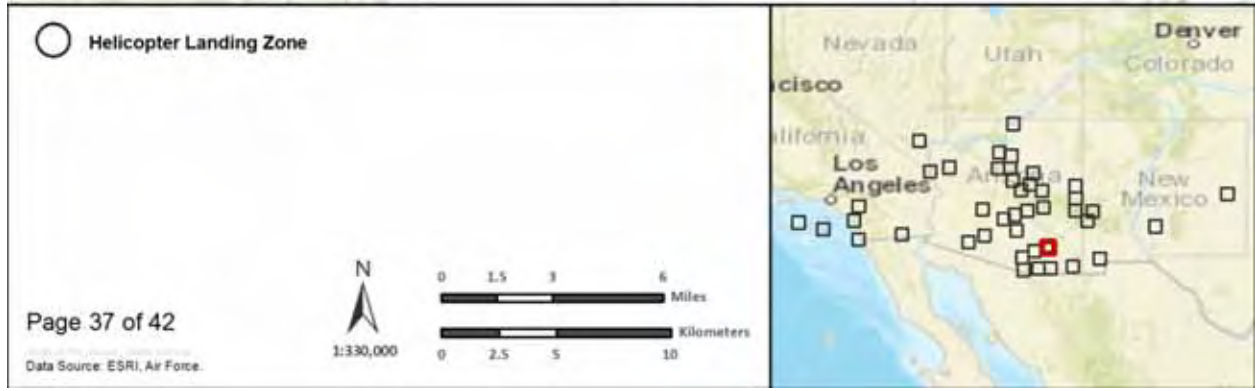 Helicopter Landing Zone
N
1:330,000
0 1.5 3 6
Miles
Kilometers
0 2.5 5 10
Page 37 of 42
Data Source: ESRI, Air Force.
Nevada
Utah
Denver
Colorado
cisco
alifornia
Los
Angeles
New
Mexico